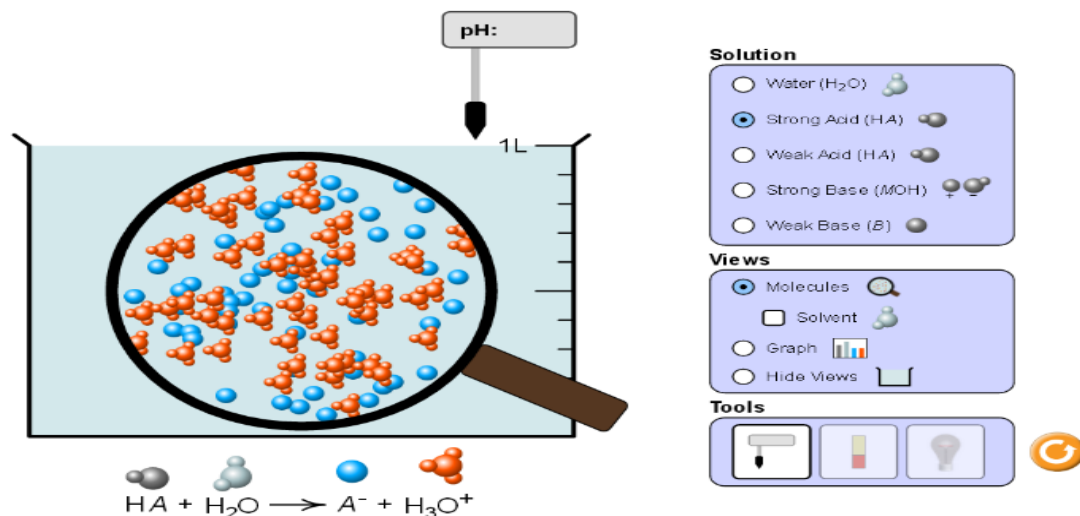 pH:
1L
HA + H₂O → A⁻ + H₃O⁺
Solution
Water (H₂O)
Strong Acid (HA)
Weak Acid (HA)
Strong Base (MOH)
+ −
Weak Base (B)
Views
Molecules
Solvent
Graph
Hide Views
Tools